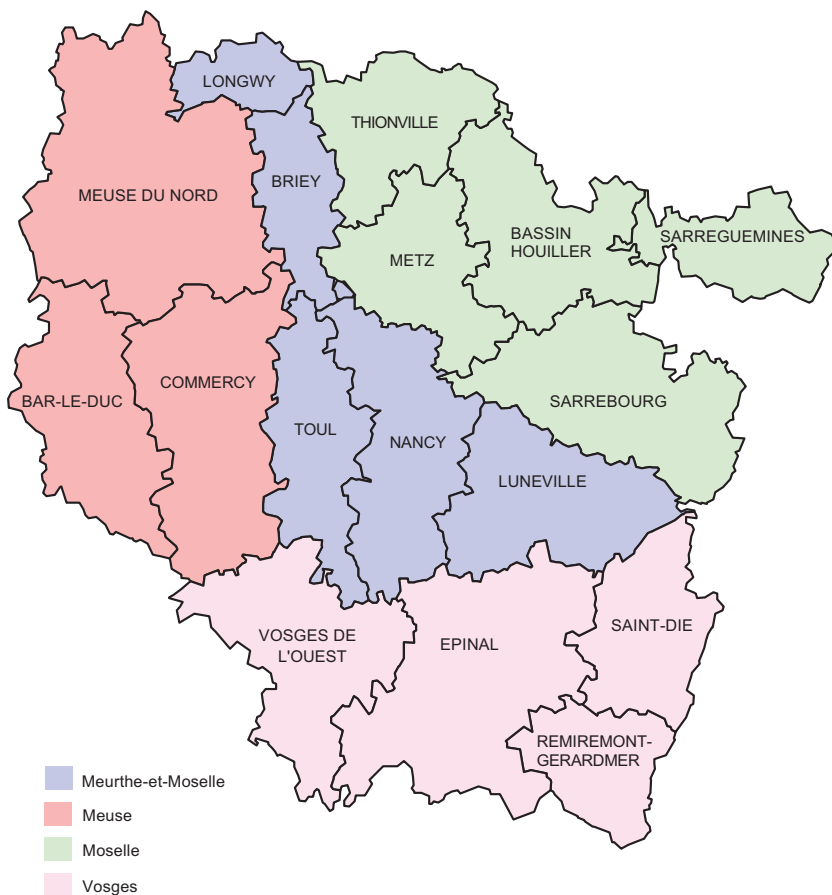 LONGWY
THIONVILLE
BRIEY
MEUSE DU NORD
BASSIN
HOUILLER
SARREGUEMINES
METZ
COMMERCY
BAR-LE-DUC
SARREBOURG
TOUL
NANCY
LUNEVILLE
SAINT-DIE
VOSGES DE
L'OUEST
EPINAL
REMIREMONT-
GERARDMER
Meurthe-et-Moselle
Meuse
Moselle
Vosges